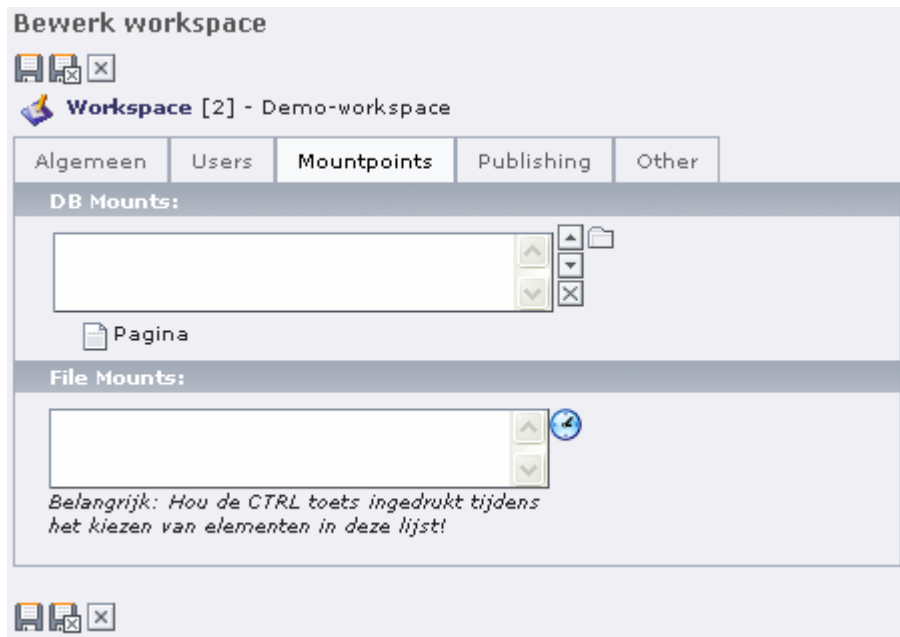 Bewerk workspace
Workspace [2] - Demo-workspace
Algemeen Users Mountpoints Publishing Other
DB Mounts:
Pagina
File Mounts:
Belangrijk: Hou de CTRL toets ingedrukt tijdens
het kiezen van elementen in deze lijst!